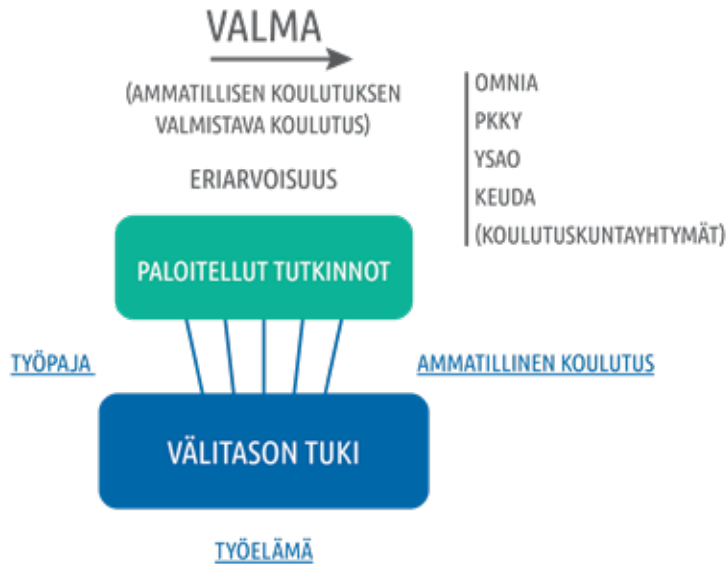 VALMA
(AMMATILLISEN KOULUTUKSEN
VALMISTAVA KOULUTUS)
ERIARVOISUUS
OMNIA
PKKY
YSAO
KEUDA
(KOULUTUSKUNTAYHTYMÄT)
PALOITELLUT TUTKINNOT
TYÖPAJA
AMMATILLINEN KOULUTUS
VÄLITASON TUKI
TYÖELÄMÄ